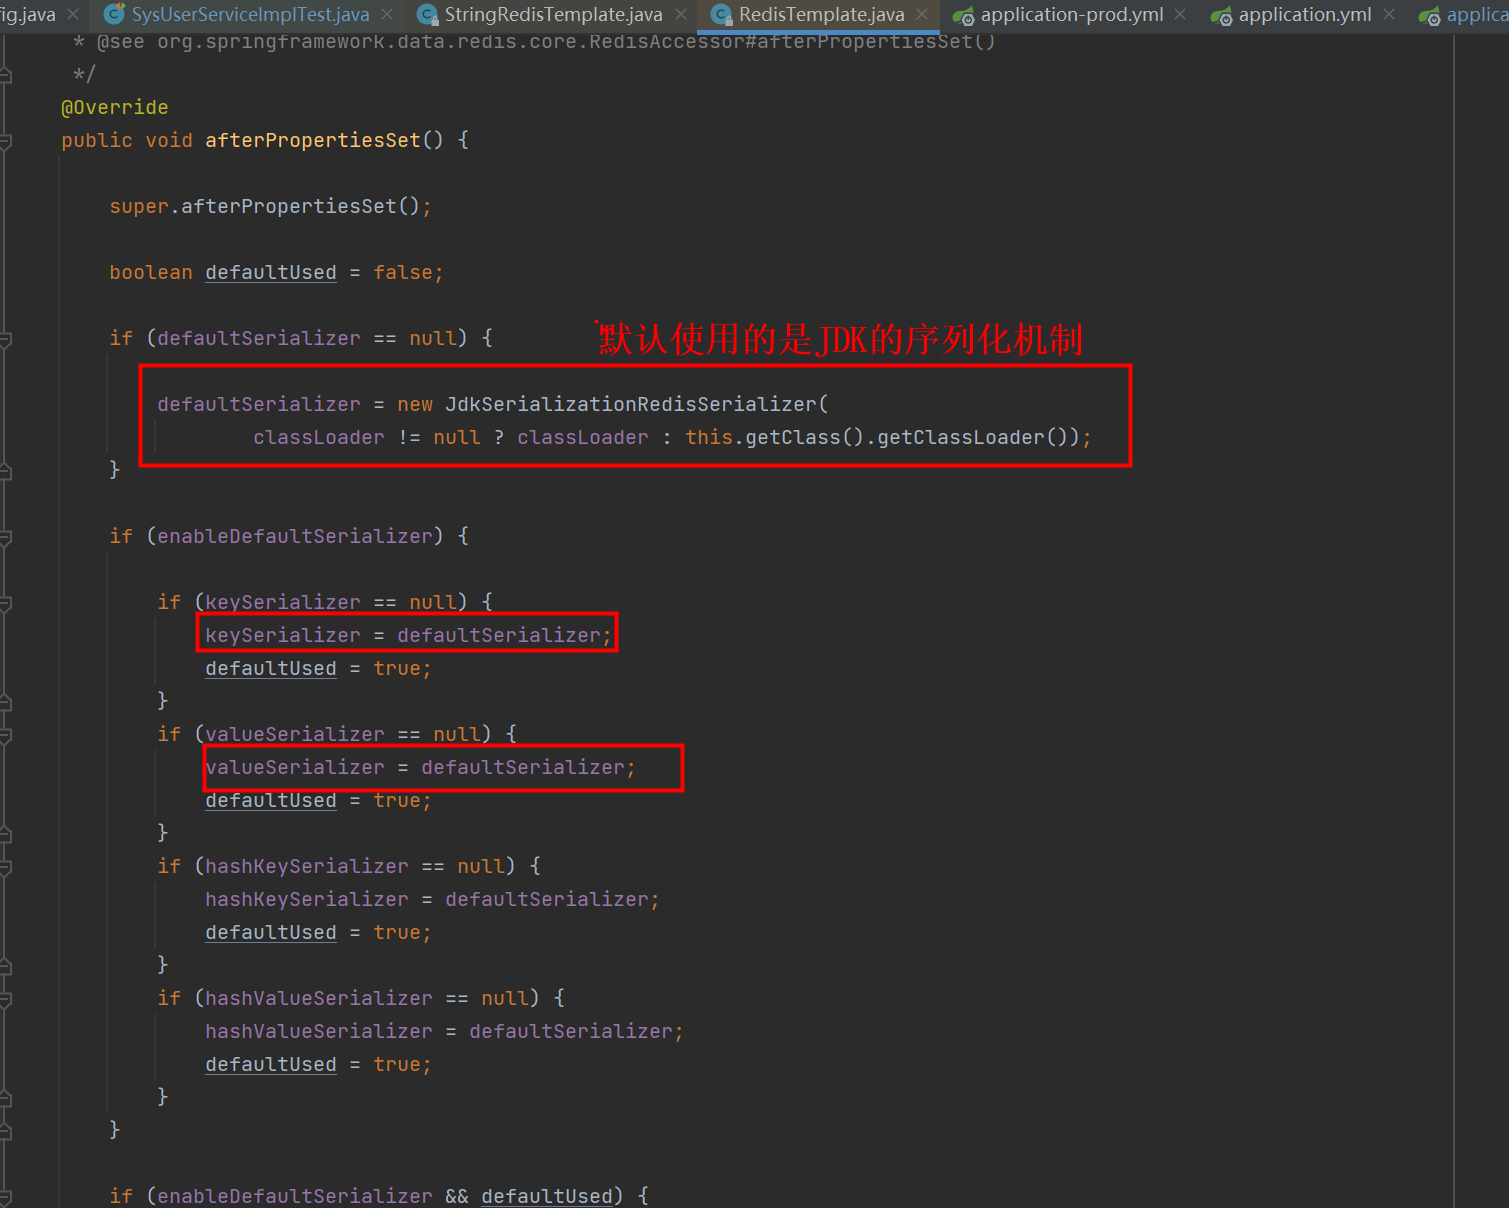 fig.java SysUserServiceImplTest.java StringRedisTemplate.java RedisTemplate.java application-prod.yml application.yml applica
* @see org.springframework.data.redis.core.RedisAccessor#afterPropertiesSet()
*/
@Override
public void afterPropertiesSet() {
super.afterPropertiesSet();
boolean defaultUsed = false;
if (defaultSerializer == null) {
默认使用的是JDK的序列化机制
defaultSerializer = new JdkSerializationRedisSerializer(
classLoader != null ? classLoader : this.getClass().getClassLoader());
}
if (enableDefaultSerializer) {
if (keySerializer == null) {
keySerializer = defaultSerializer;
defaultUsed = true;
}
if (valueSerializer == null) {
valueSerializer = defaultSerializer;
defaultUsed = true;
}
if (hashKeySerializer == null) {
hashKeySerializer = defaultSerializer;
defaultUsed = true;
}
if (hashValueSerializer == null) {
hashValueSerializer = defaultSerializer;
defaultUsed = true;
}
}
if (enableDefaultSerializer && defaultUsed) {